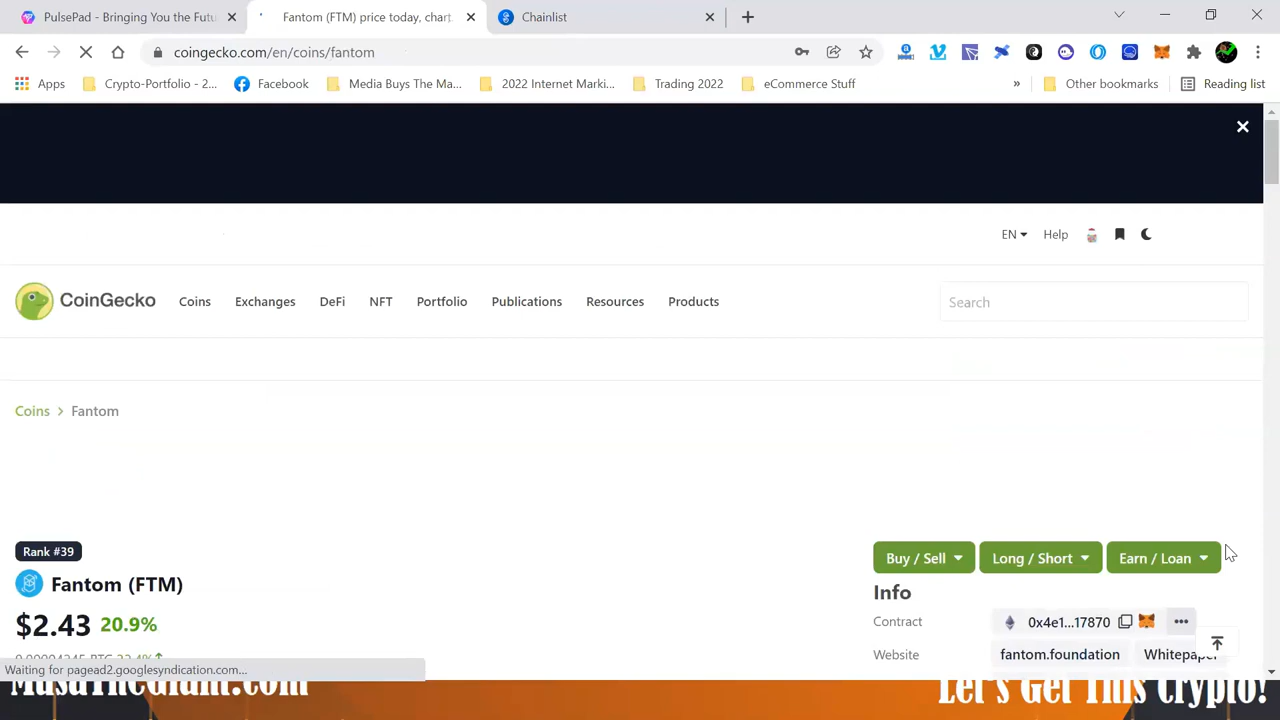 PulsePad - Bringing You the Futu
Fantom (FTM) price today, chart,
Chainlist
coingecko.com/en/coins/fantom
Apps
Crypto-Portfolio - 2...
Facebook
Media Buys The Ma...
2022 Internet Marki...
Trading 2022
eCommerce Stuff
»
Other bookmarks
Reading list
EN
Help
CoinGecko
Coins
Exchanges
DeFi
NFT
Portfolio
Publications
Resources
Products
Search
Coins > Fantom
Rank #39
Buy / Sell
Long / Short
Earn / Loan
Fantom (FTM)
Info
$2.43 20.9%
Contract
0x4e1...17870
Website
fantom.foundation
Whitepaper
Waiting for pagead2.googlesyndication.com...
MusaTheGiant.com
Let's Get This Crypto!